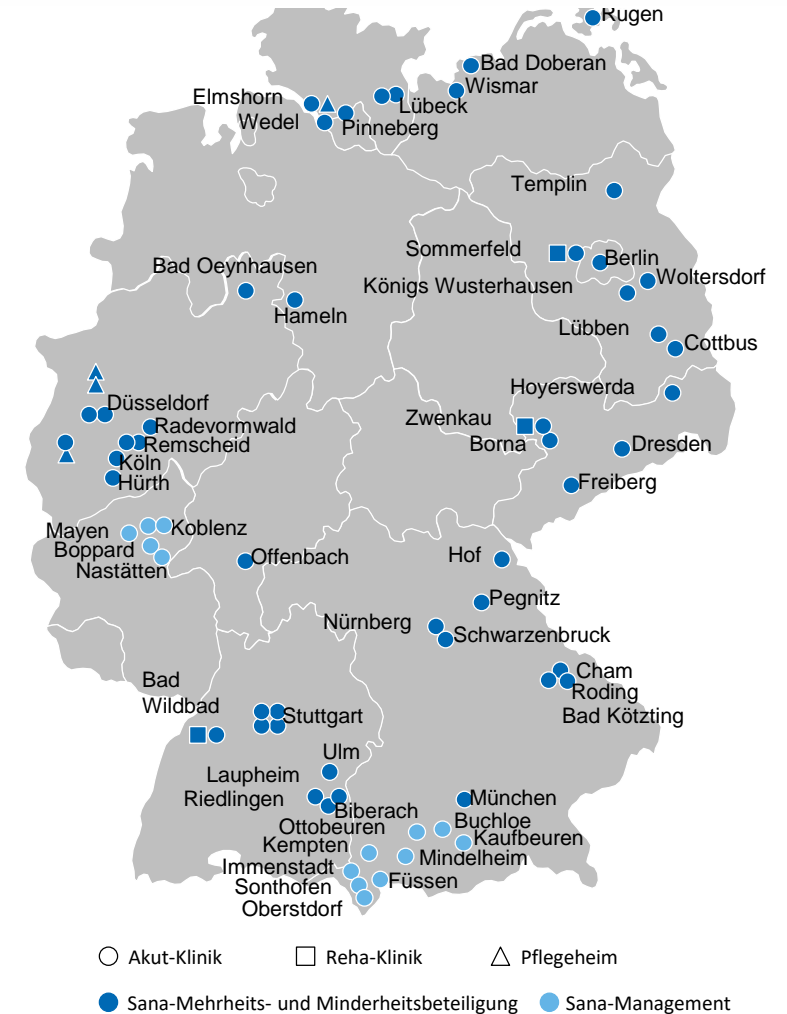 Rügen
Bad Doberan
Wismar
Elmshorn
Lübeck
Wedel
Pinneberg
Templin
Sommerfeld
Berlin
Bad Oeynhausen
Woltersdorf
Königs Wusterhausen
Hameln
Lübben
Cottbus
Hoyerswerda
Düsseldorf
Zwenkau
Radevormwald
Borna
Remscheid
Dresden
Köln
Hürth
Freiberg
Mayen
Koblenz
Boppard
Nastätten
Offenbach
Hof
Pegnitz
Nürnberg
Schwarzenbruck
Cham
Roding
Bad Kötzting
Bad
Wildbad
Stuttgart
Ulm
Laupheim
Riedlingen
Biberach
München
Buchloe
Ottobeuren
Kaufbeuren
Kempten
Mindelheim
Immenstadt
Füssen
Sonthofen
Oberstdorf
Akut-Klinik
Reha-Klinik
Pflegeheim
Sana-Mehrheits- und Minderheitsbeteiligung
Sana-Management